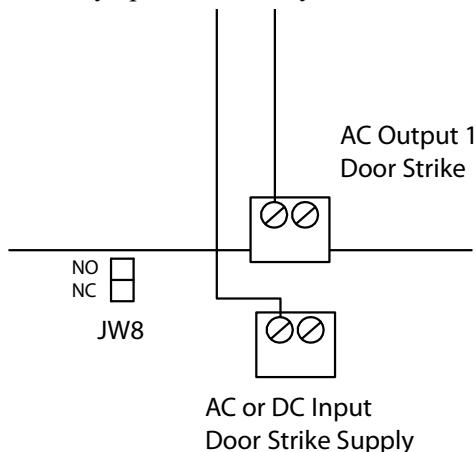 AC Output 1
Door Strike
NO
NC
JW8
AC or DC Input
Door Strike Supply